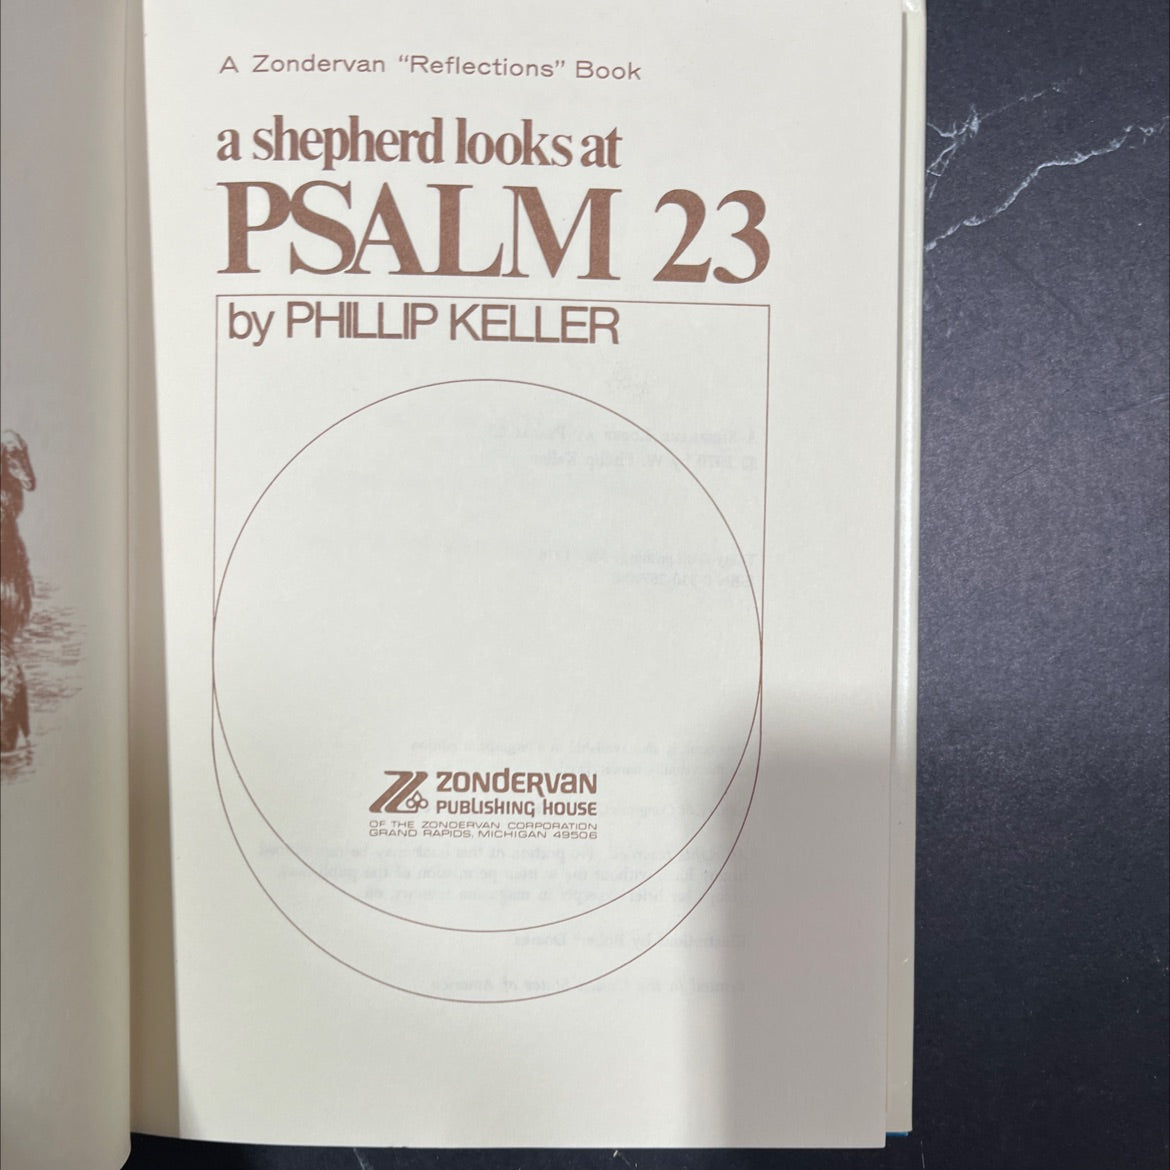 A Zondervan “Reflections” Book
a shepherd looks at
PSALM 23
by PHILLIP KELLER
ZONDERVAN
PUBLISHING HOUSE
OF THE ZONDERVAN CORPORATION
GRAND RAPIDS, MICHIGAN 49506